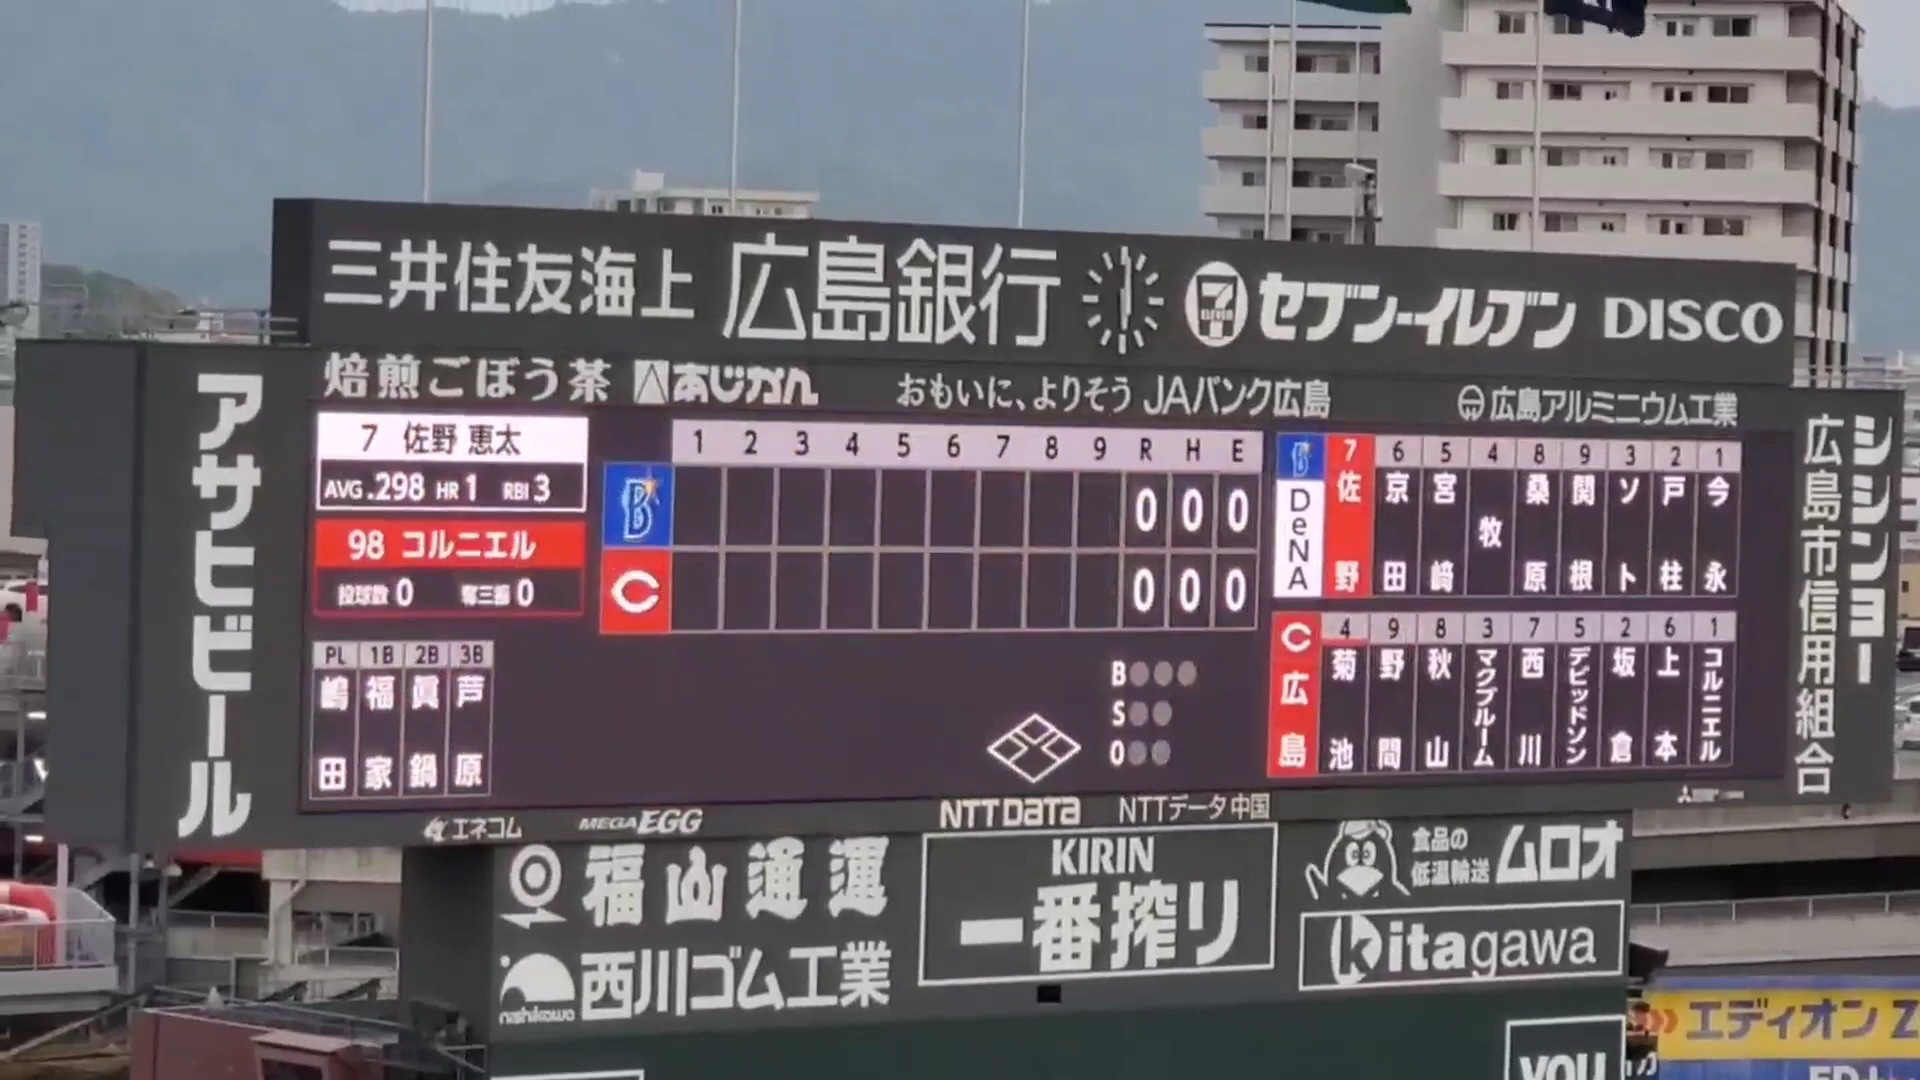 三井住友海上 広島銀行 7 ELEVEN セブン-イレブン DISCO
焙煎ごぼう茶 あじかん おもいに、よりそう JAバンク広島 広島アルミニウム工業
アサヒビール
7 佐野 恵太
AVG .298 HR 1 RBI 3
98 コルニエル
投球数 0 奪三振 0
1 2 3 4 5 6 7 8 9 R H E
B 0 0 0
C 0 0 0
B
S
O
PL 1B 2B 3B
嶋田 福家 眞鍋 芦原
B 7 6 5 4 8 9 3 2 1
DeNA 佐野 京田 宮﨑 牧 桑原 関根 ソト 戸柱 今永
C 4 9 8 3 7 5 2 6 1
広島 菊池 野間 秋山 マクブルーム 西川 デビッドソン 坂倉 上本 コルニエル
シシンヨー
広島市信用組合
エネコム MEGA EGG NTT DATA NTTデータ中国
福山通運
nishikawa 西川ゴム工業
KIRIN
一番搾り
食品の
低温輸送 ムロオ
kitagawa
エディオン
YOU